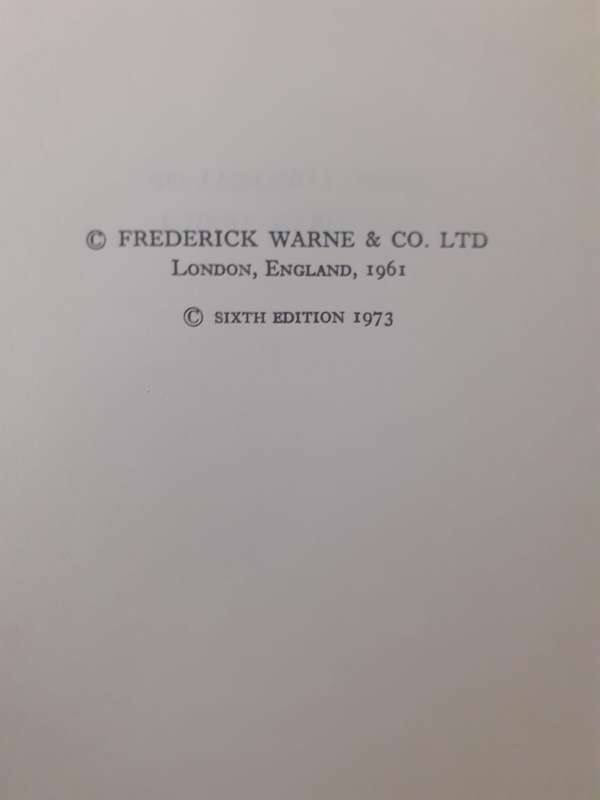 © FREDERICK WARNE & CO. LTD
LONDON, ENGLAND, 1961
© SIXTH EDITION 1973